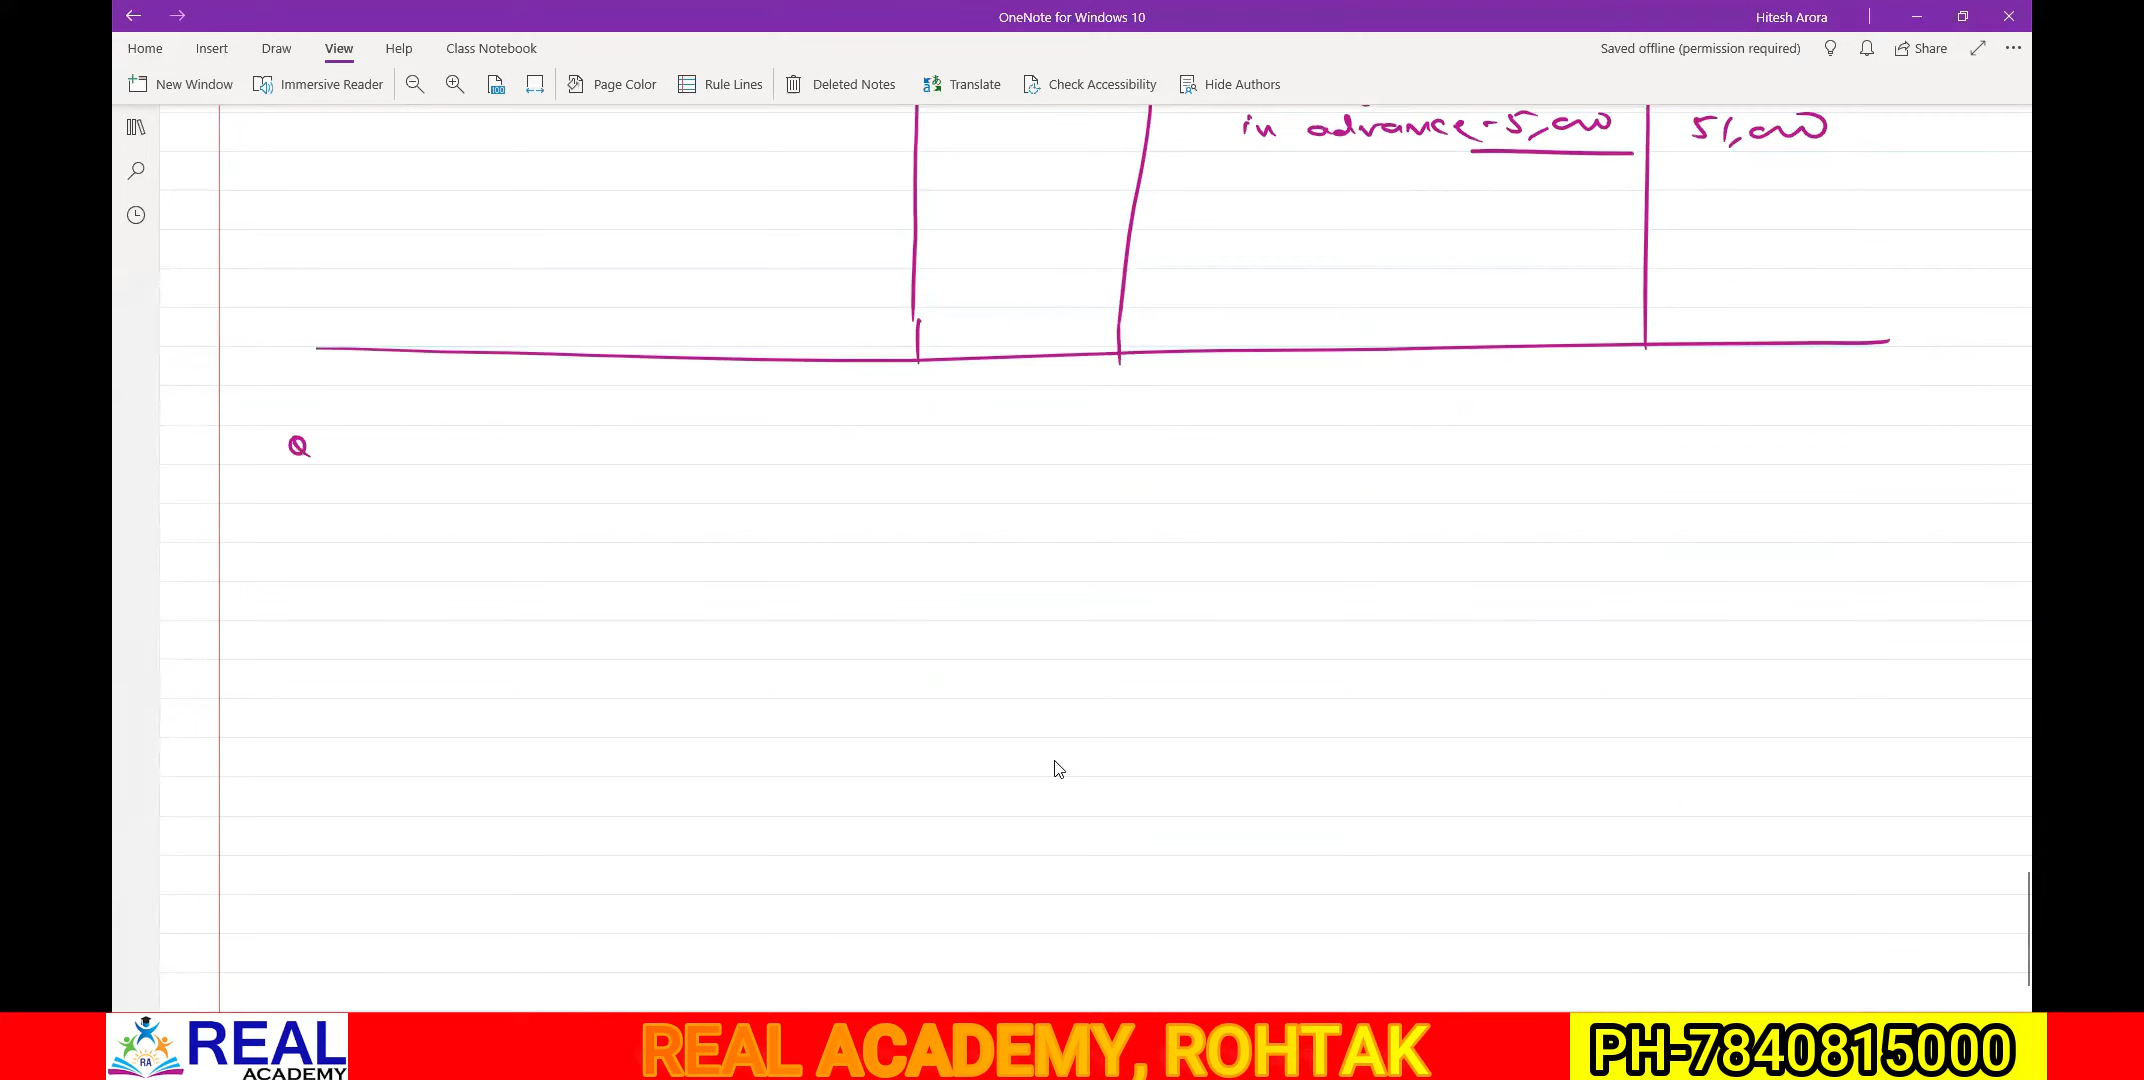 OneNote for Windows 10
Hitesh Arora
Home Insert Draw View Help Class Notebook
Saved offline (permission required) Share
New Window Immersive Reader 100 Page Color Rule Lines Deleted Notes Translate Check Accessibility Hide Authors
in advance - 5,000 51,000
Q
RA REAL ACADEMY
REAL ACADEMY, ROHTAK
PH-7840815000